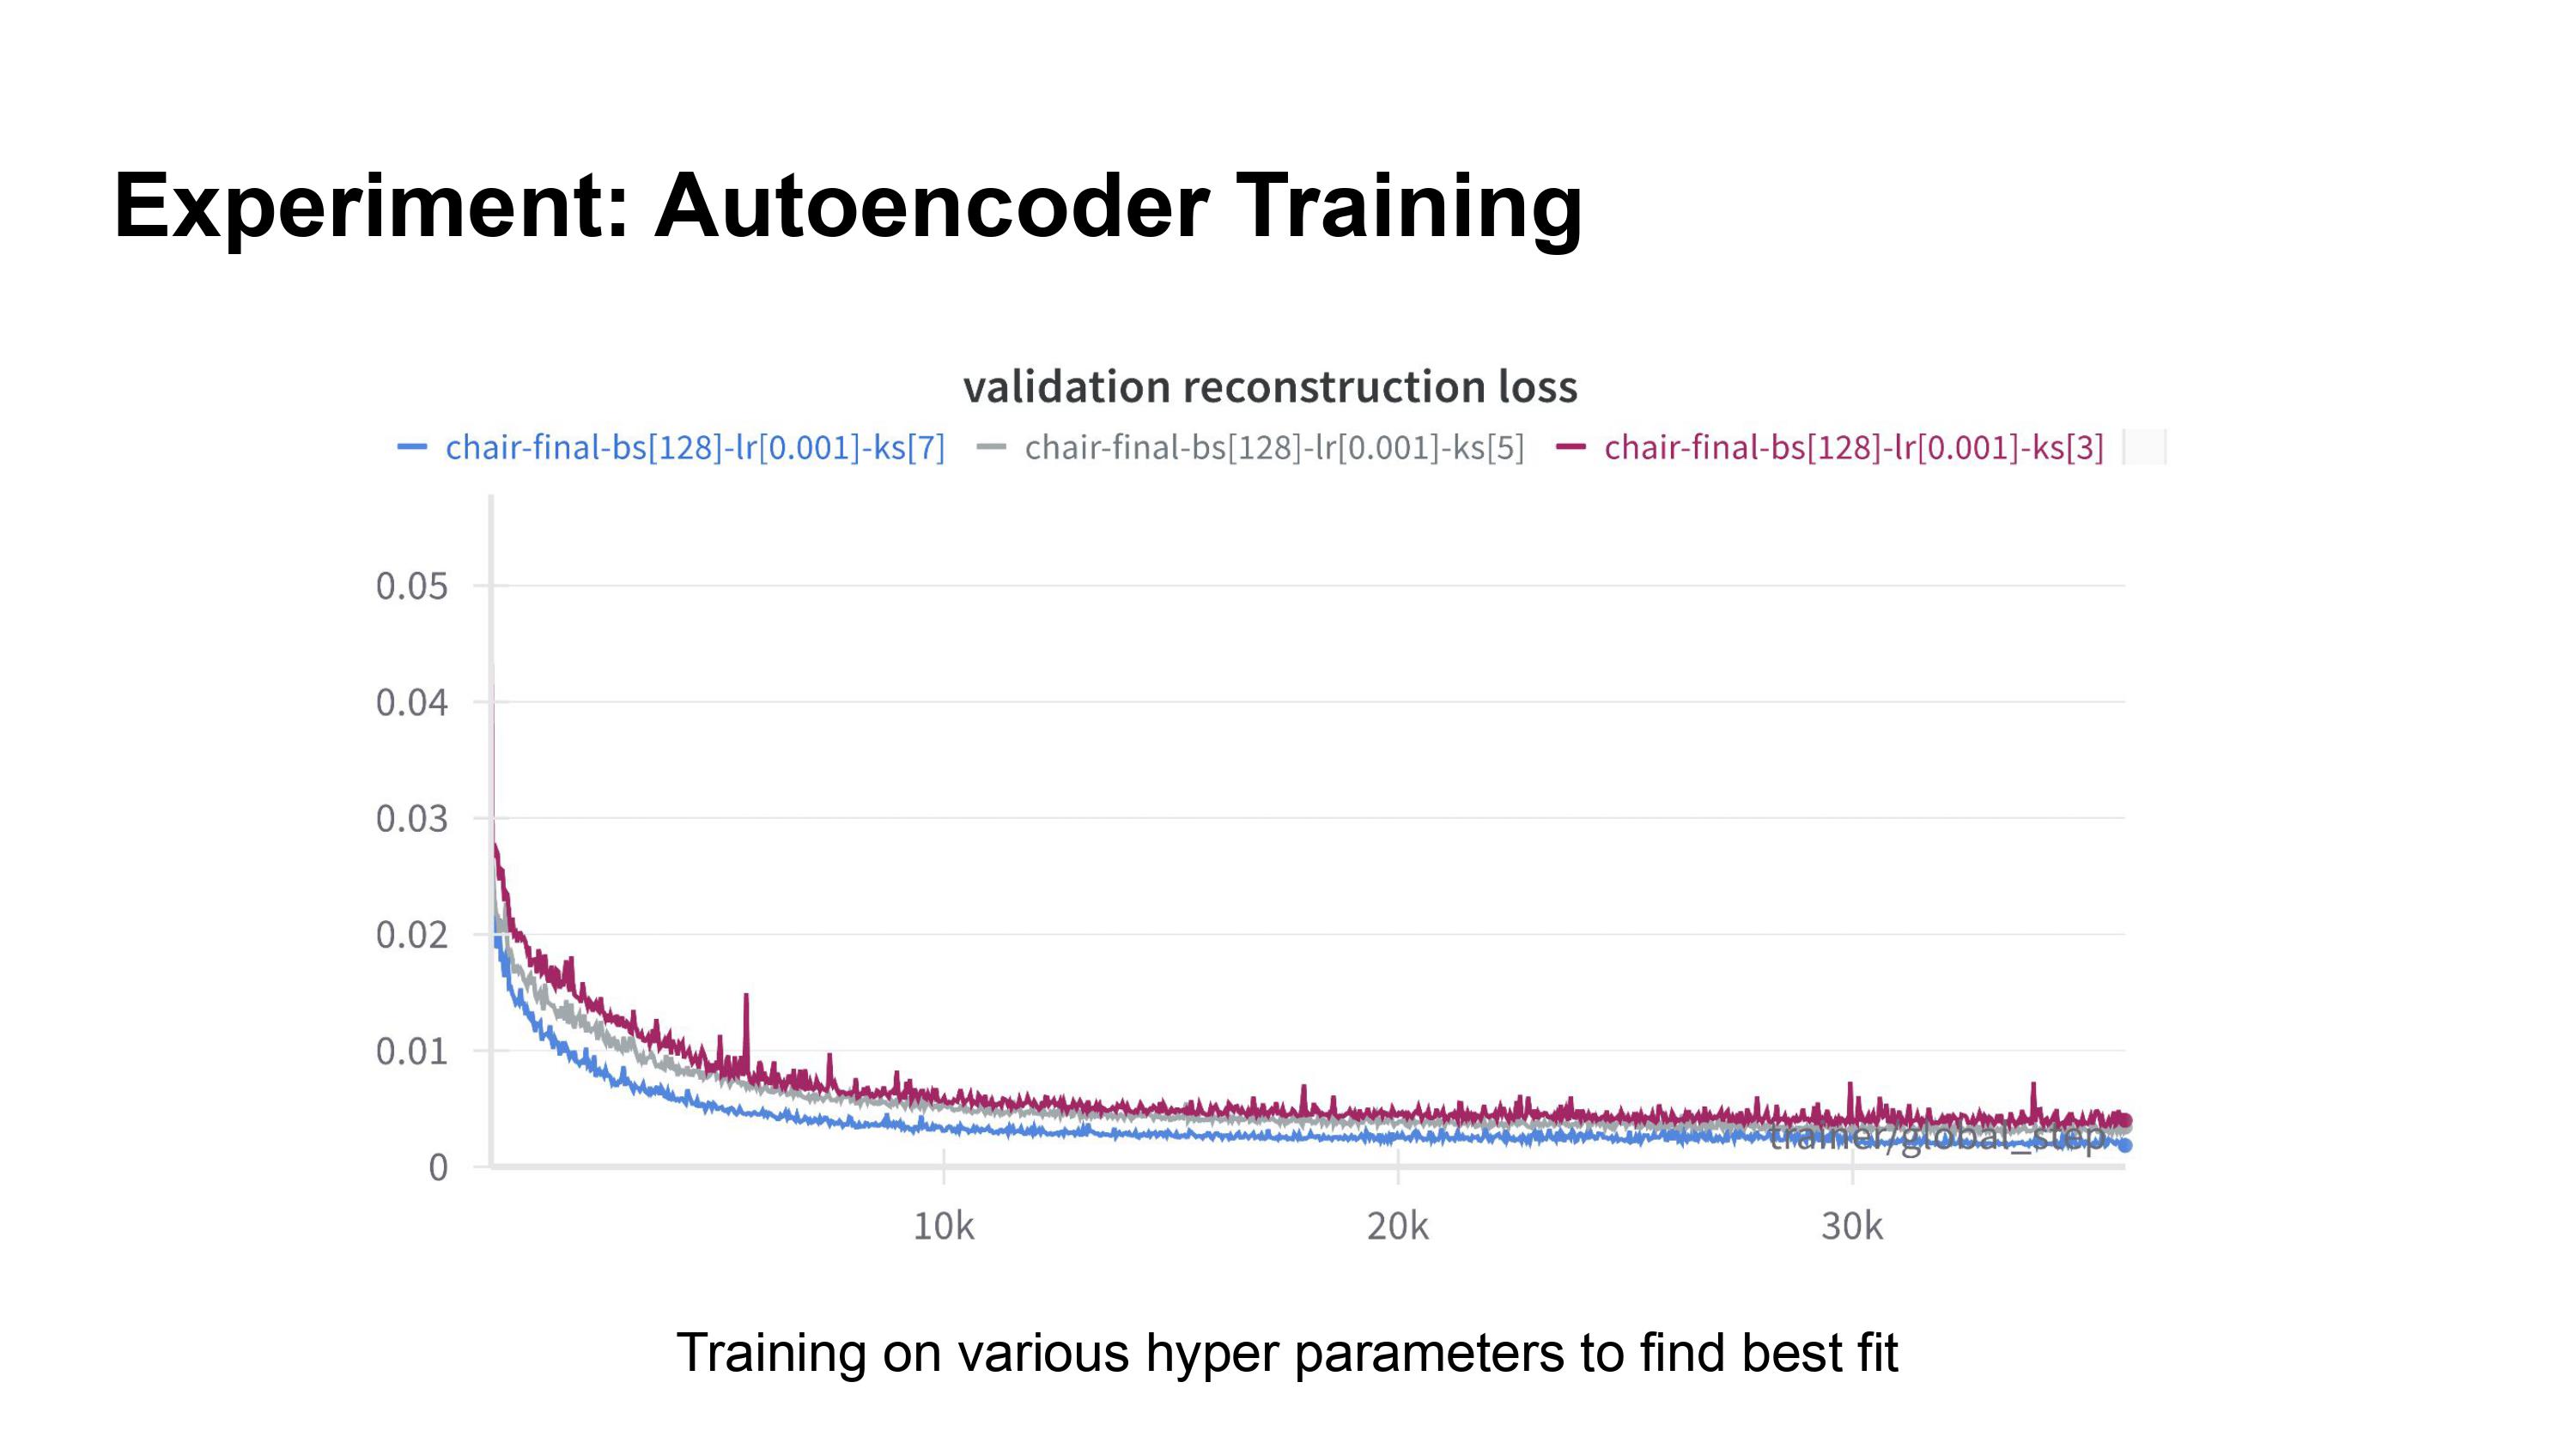 Experiment: Autoencoder Training
validation reconstruction loss
chair-final-bs[128]-lr[0.001]-ks[7] chair-final-bs[128]-lr[0.001]-ks[5] chair-final-bs[128]-lr[0.001]-ks[3]
0.05
0.04
0.03
0.02
0.01
0
trainer/global_step
10k 20k 30k
Training on various hyper parameters to find best fit